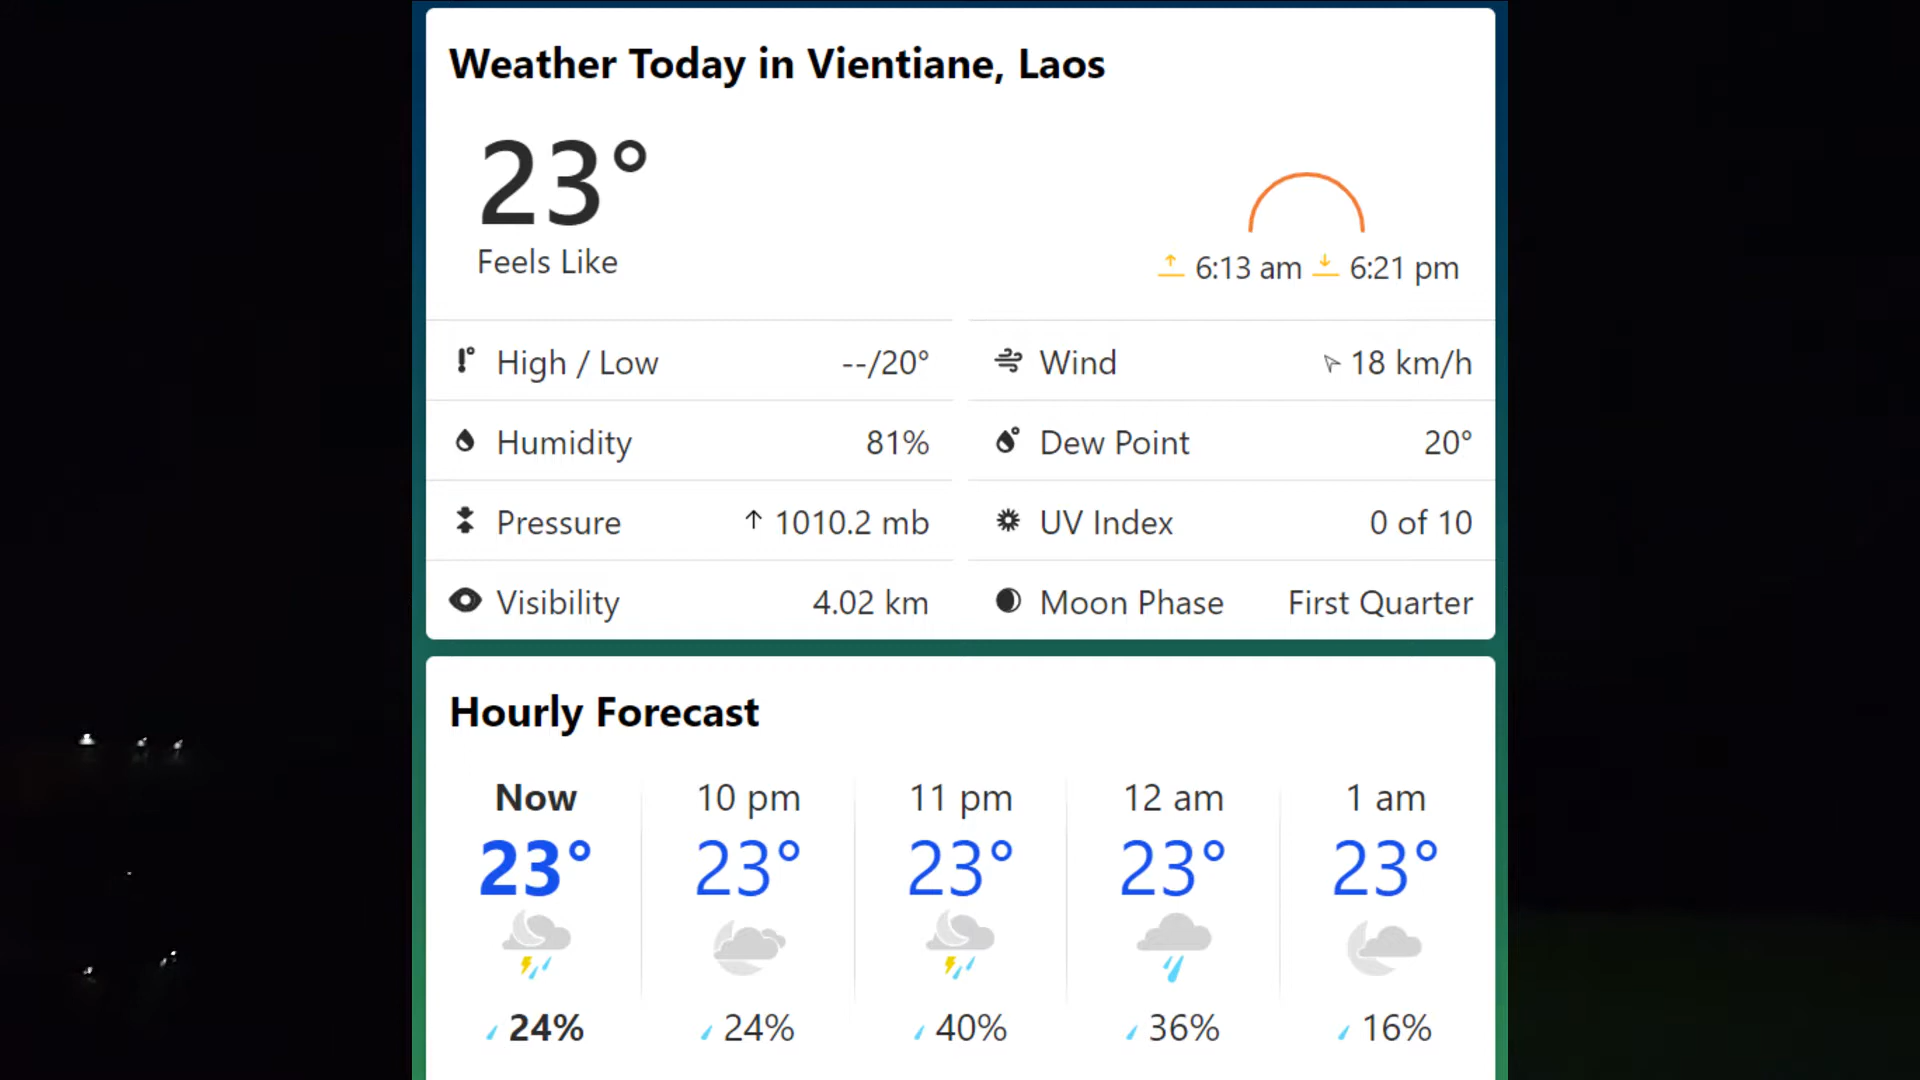 Weather Today in Vientiane, Laos
23°
Feels Like
6:13 am 6:21 pm
High / Low --/20°
Wind 18 km/h
Humidity 81%
Dew Point 20°
Pressure ↑ 1010.2 mb
UV Index 0 of 10
Visibility 4.02 km
Moon Phase First Quarter
Hourly Forecast
Now 10 pm 11 pm 12 am 1 am
23° 23° 23° 23° 23°
24% 24% 40% 36% 16%